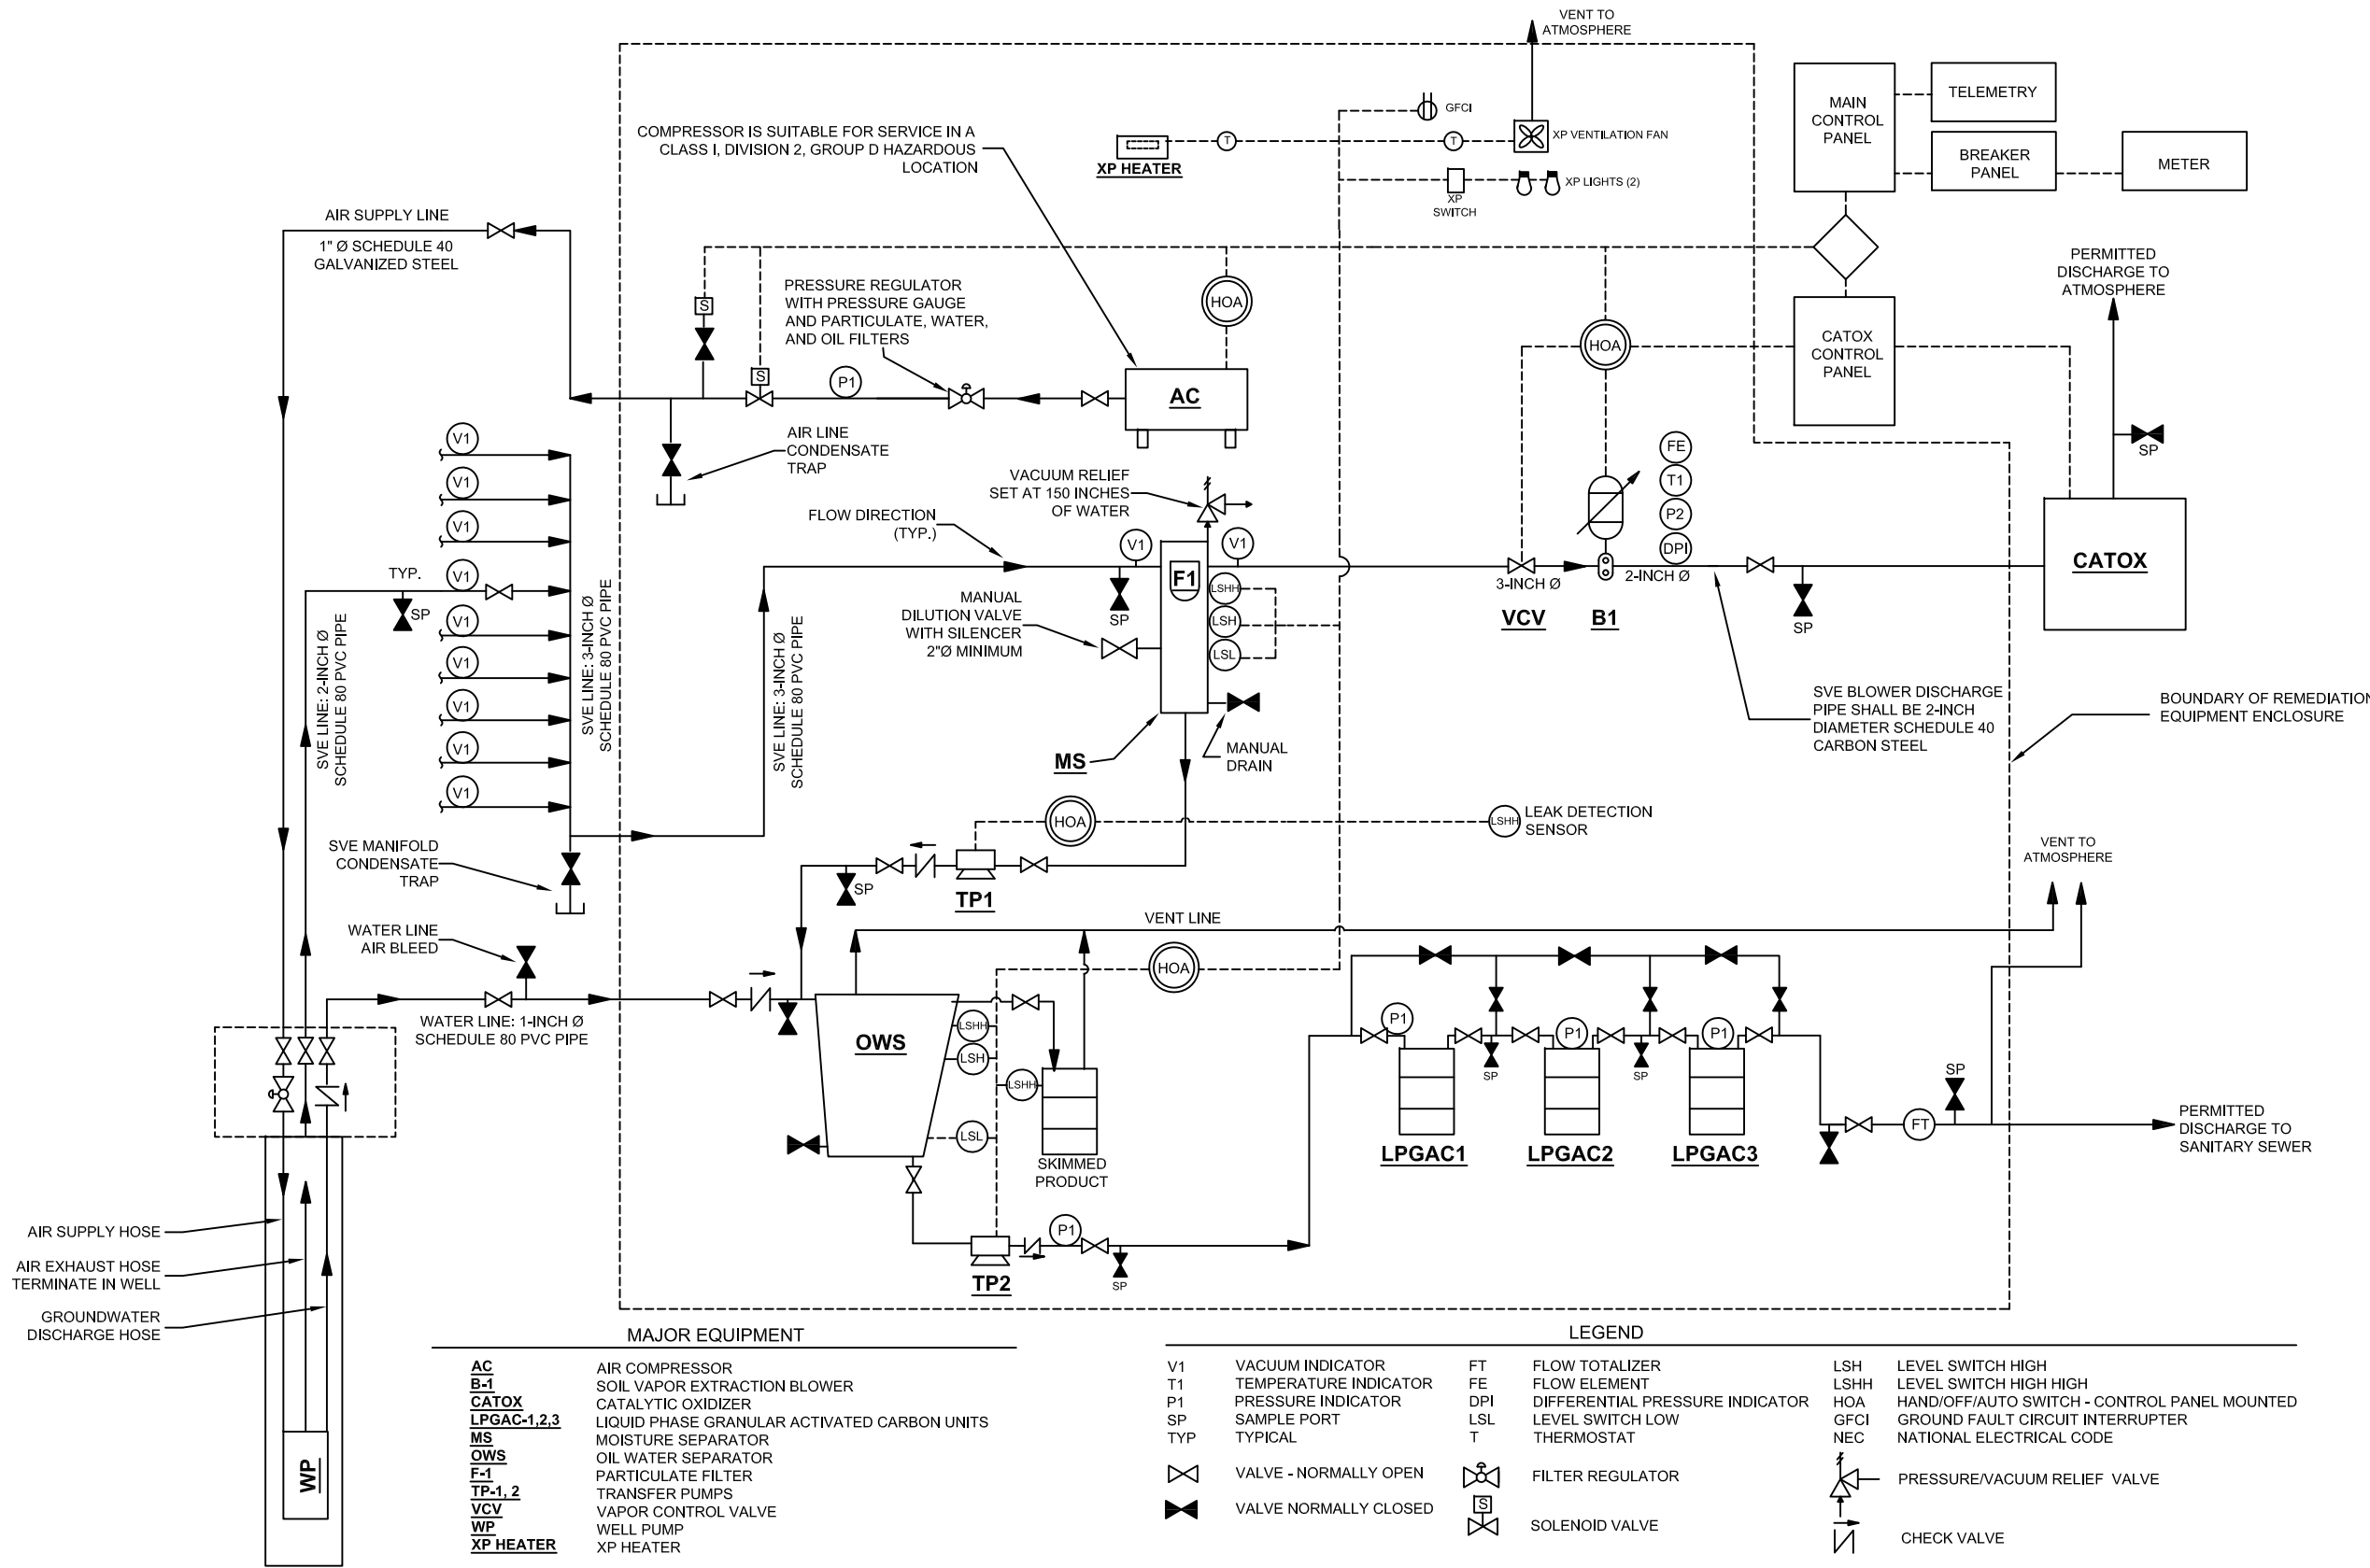 VENT TO
ATMOSPHERE
COMPRESSOR IS SUITABLE FOR SERVICE IN A
CLASS I, DIVISION 2, GROUP D HAZARDOUS
LOCATION
GFCI
T
T
XP VENTILATION FAN
XP HEATER
XP
SWITCH
XP LIGHTS (2)
MAIN
CONTROL
PANEL
TELEMETRY
BREAKER
PANEL
METER
AIR SUPPLY LINE
1" Ø SCHEDULE 40
GALVANIZED STEEL
PRESSURE REGULATOR
WITH PRESSURE GAUGE
AND PARTICULATE, WATER,
AND OIL FILTERS
S
S
P1
HOA
AC
HOA
CATOX
CONTROL
PANEL
PERMITTED
DISCHARGE TO
ATMOSPHERE
SP
AIR LINE
CONDENSATE
TRAP
VACUUM RELIEF
SET AT 150 INCHES
OF WATER
FLOW DIRECTION
(TYP.)
V1
V1
V1
V1
V1
V1
V1
V1
V1
TYP.
SP
SVE LINE: 2-INCH Ø
SCHEDULE 80 PVC PIPE
SVE LINE: 3-INCH Ø
SCHEDULE 80 PVC PIPE
SVE LINE: 3-INCH Ø
SCHEDULE 80 PVC PIPE
V1
SP
F1
V1
LSHH
LSH
LSL
MANUAL
DILUTION VALVE
WITH SILENCER
2"Ø MINIMUM
MS
MANUAL
DRAIN
3-INCH Ø
VCV
B1
FE
T1
P2
DPI
2-INCH Ø
SP
CATOX
SVE BLOWER DISCHARGE
PIPE SHALL BE 2-INCH
DIAMETER SCHEDULE 40
CARBON STEEL
BOUNDARY OF REMEDIATION
EQUIPMENT ENCLOSURE
SVE MANIFOLD
CONDENSATE
TRAP
HOA
LSHH
LEAK DETECTION
SENSOR
SP
TP1
VENT LINE
VENT TO
ATMOSPHERE
WATER LINE
AIR BLEED
WATER LINE: 1-INCH Ø
SCHEDULE 80 PVC PIPE
HOA
OWS
LSHH
LSH
LSHH
LSL
SKIMMED
PRODUCT
TP2
P1
SP
P1
P1
P1
SP
SP
LPGAC1
LPGAC2
LPGAC3
FT
SP
PERMITTED
DISCHARGE TO
SANITARY SEWER
AIR SUPPLY HOSE
AIR EXHAUST HOSE
TERMINATE IN WELL
GROUNDWATER
DISCHARGE HOSE
WP
MAJOR EQUIPMENT
AC AIR COMPRESSOR
B-1 SOIL VAPOR EXTRACTION BLOWER
CATOX CATALYTIC OXIDIZER
LPGAC-1,2,3 LIQUID PHASE GRANULAR ACTIVATED CARBON UNITS
MS MOISTURE SEPARATOR
OWS OIL WATER SEPARATOR
F-1 PARTICULATE FILTER
TP-1, 2 TRANSFER PUMPS
VCV VAPOR CONTROL VALVE
WP WELL PUMP
XP HEATER XP HEATER
LEGEND
V1 VACUUM INDICATOR FT FLOW TOTALIZER LSH LEVEL SWITCH HIGH
T1 TEMPERATURE INDICATOR FE FLOW ELEMENT LSHH LEVEL SWITCH HIGH HIGH
P1 PRESSURE INDICATOR DPI DIFFERENTIAL PRESSURE INDICATOR HOA HAND/OFF/AUTO SWITCH - CONTROL PANEL MOUNTED
SP SAMPLE PORT LSL LEVEL SWITCH LOW GFCI GROUND FAULT CIRCUIT INTERRUPTER
TYP TYPICAL T THERMOSTAT NEC NATIONAL ELECTRICAL CODE
VALVE - NORMALLY OPEN FILTER REGULATOR PRESSURE/VACUUM RELIEF VALVE
VALVE NORMALLY CLOSED S SOLENOID VALVE CHECK VALVE